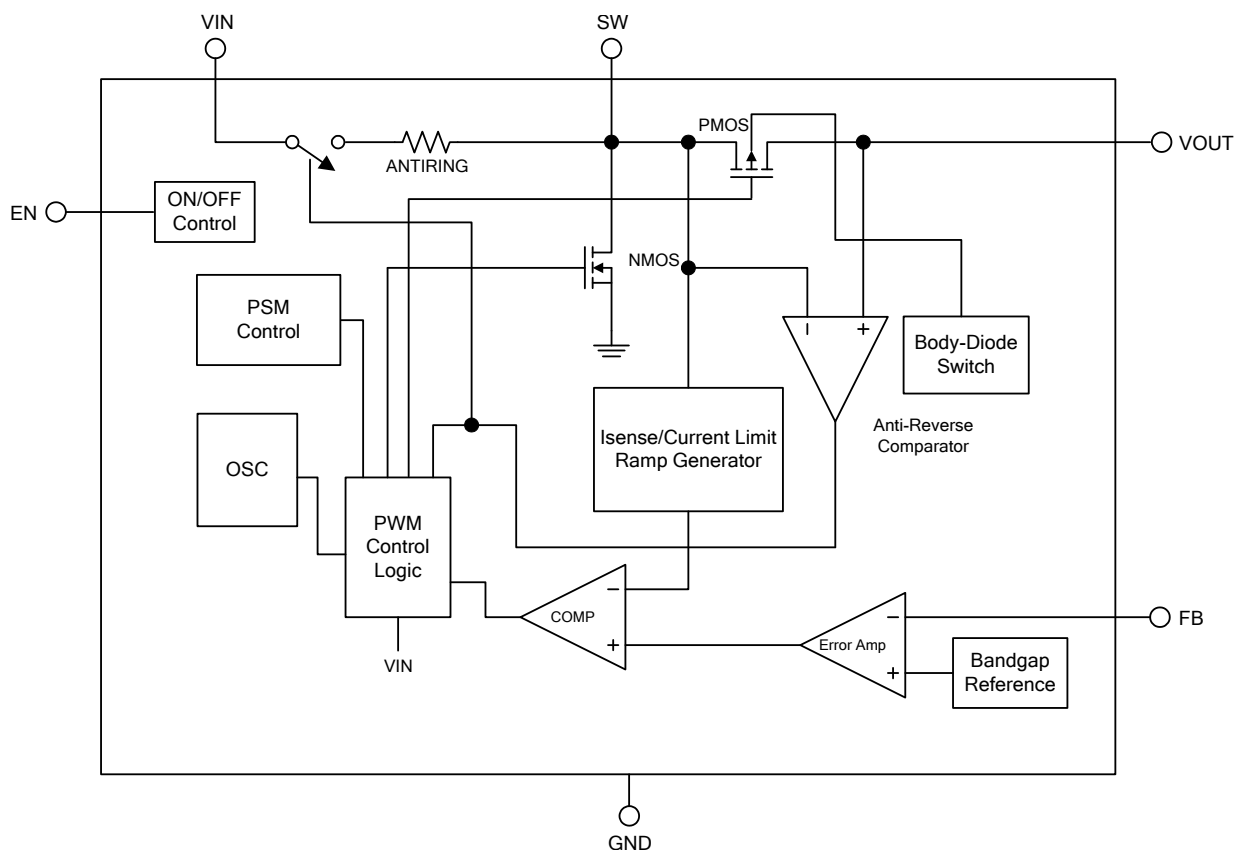 VIN
SW
PMOS
VOUT
ANTIRING
EN
ON/OFF
Control
NMOS
PSM
Control
- +
Body-Diode
Switch
Isense/Current Limit
Ramp Generator
Anti-Reverse
Comparator
OSC
PWM
Control
Logic
COMP
-
+
VIN
Error Amp
-
+
FB
Bandgap
Reference
GND